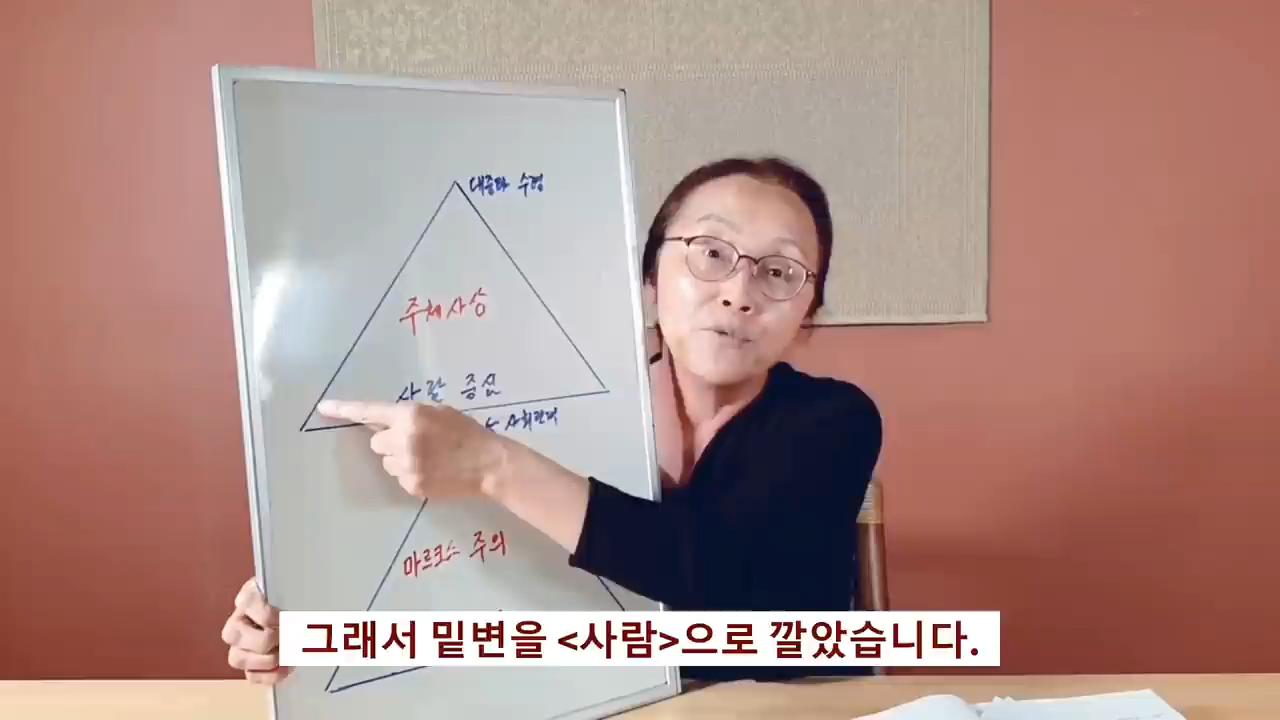 대중과 수령
주체사상
사람 중심
마르크스 주의
그래서 밑변을 <사람>으로 깔았습니다.